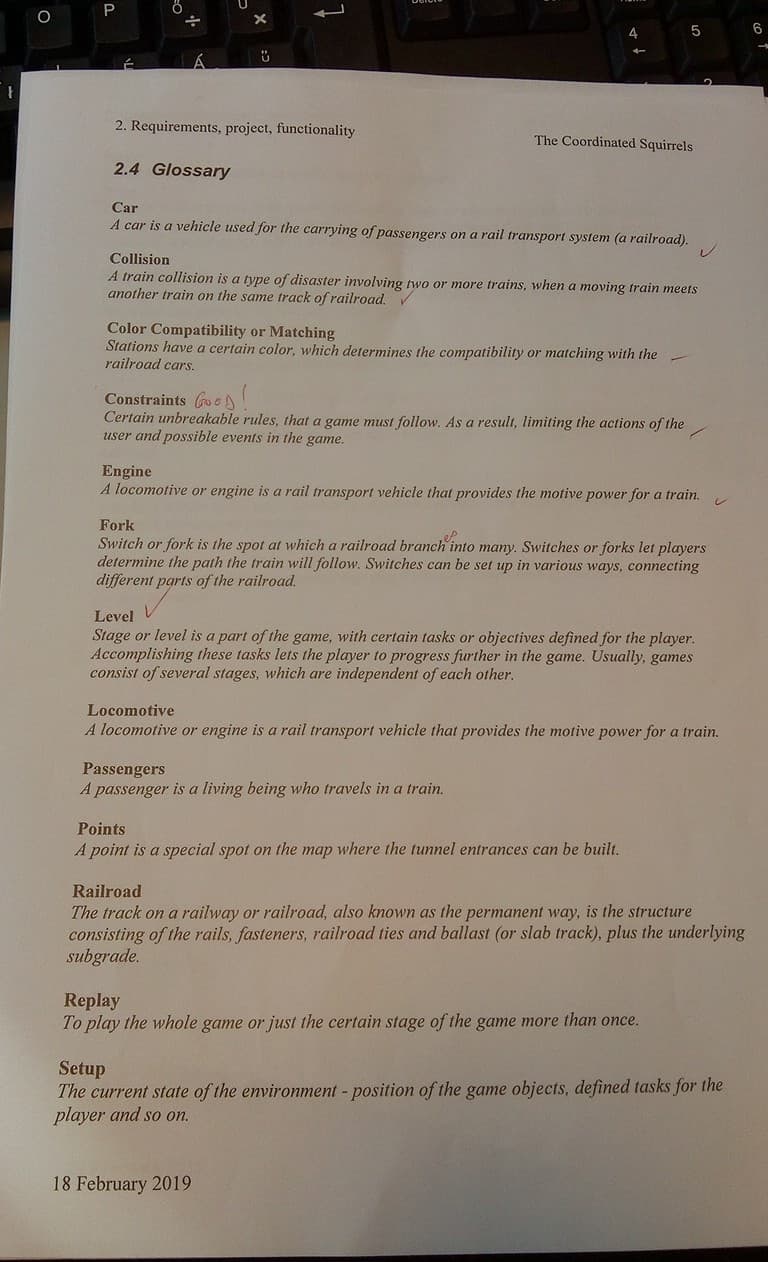 O P Ő ÷ Ú ×
É Á Ű
4 5 6
2. Requirements, project, functionality
The Coordinated Squirrels
2.4 Glossary
Car
A car is a vehicle used for the carrying of passengers on a rail transport system (a railroad).
Collision
A train collision is a type of disaster involving two or more trains, when a moving train meets
another train on the same track of railroad.
Color Compatibility or Matching
Stations have a certain color, which determines the compatibility or matching with the
railroad cars.
Constraints GOOD!
Certain unbreakable rules, that a game must follow. As a result, limiting the actions of the
user and possible events in the game.
Engine
A locomotive or engine is a rail transport vehicle that provides the motive power for a train.
Fork
es
Switch or fork is the spot at which a railroad branch into many. Switches or forks let players
determine the path the train will follow. Switches can be set up in various ways, connecting
different parts of the railroad.
Level
Stage or level is a part of the game, with certain tasks or objectives defined for the player.
Accomplishing these tasks lets the player to progress further in the game. Usually, games
consist of several stages, which are independent of each other.
Locomotive
A locomotive or engine is a rail transport vehicle that provides the motive power for a train.
Passengers
A passenger is a living being who travels in a train.
Points
A point is a special spot on the map where the tunnel entrances can be built.
Railroad
The track on a railway or railroad, also known as the permanent way, is the structure
consisting of the rails, fasteners, railroad ties and ballast (or slab track), plus the underlying
subgrade.
Replay
To play the whole game or just the certain stage of the game more than once.
Setup
The current state of the environment - position of the game objects, defined tasks for the
player and so on.
18 February 2019